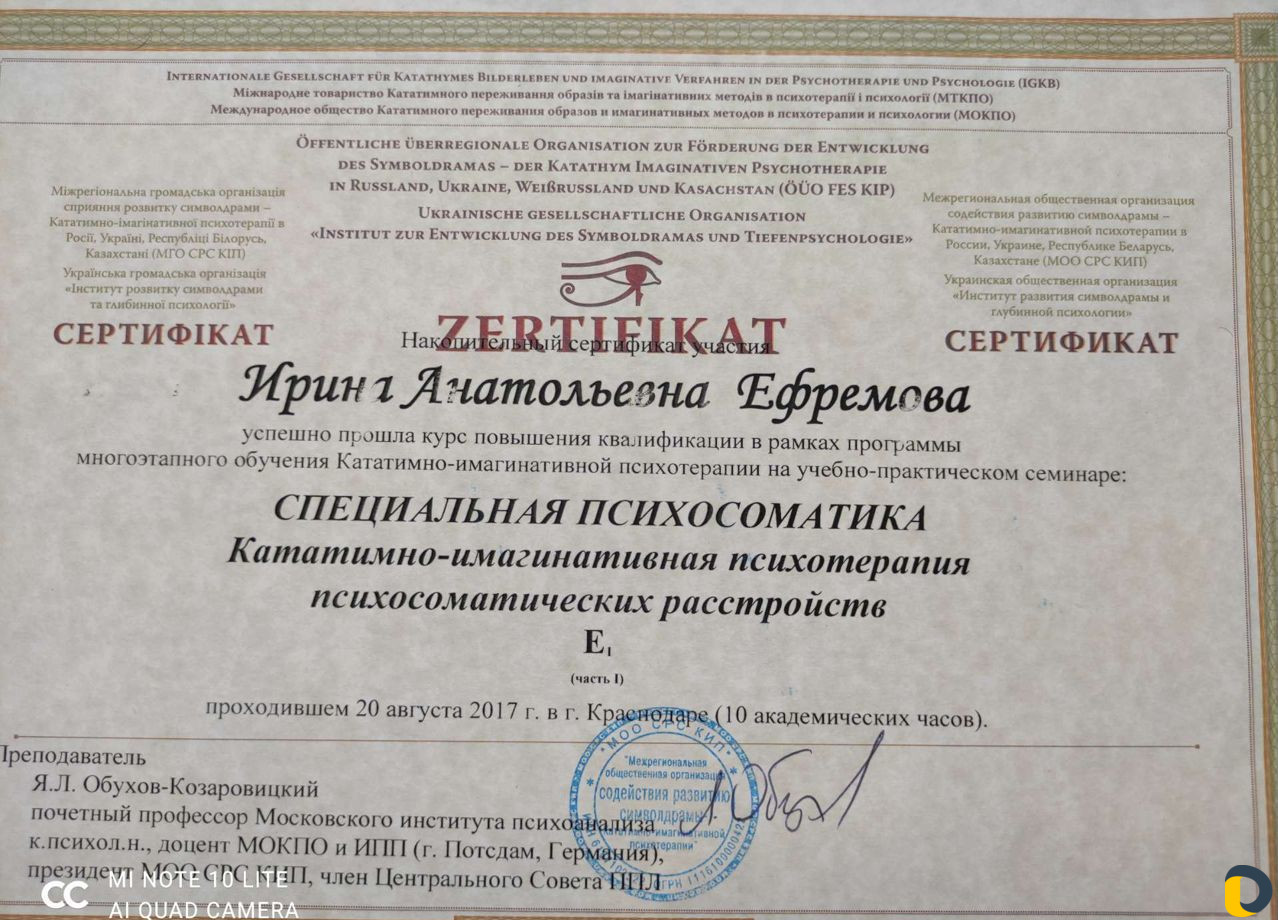 INTERNATIONALE GESELLSCHAFT FÜR KATATHYMES BILDERLEBEN UND IMAGINATIVE VERFAHREN IN DER PSYCHOTHERAPIE UND PSYCHOLOGIE (IGKB)
Міжнародне товариство Кататимного переживання образів та імагінативних методів в психотерапії і психології (МТКПО)
Международное общество Кататимного переживания образов и имагинативных методов в психотерапии и психологии (МОКПО)
ÖFFENTLICHE ÜBERREGIONALE ORGANISATION ZUR FÖRDERUNG DER ENTWICKLUNG
DES SYMBOLDRAMAS – DER KATATHYM IMAGINATIVEN PSYCHOTHERAPIE
IN RUSSLAND, UKRAINE, WEIßRUSSLAND UND KASACHSTAN (ÖÜO FES KIP)
UKRAINISCHE GESELLSCHAFTLICHE ORGANISATION
«INSTITUT ZUR ENTWICKLUNG DES SYMBOLDRAMAS UND TIEFENPSYCHOLOGIE»
Міжрегіональна громадська організація
сприяння розвитку символдрами –
Кататимно-імагінативної психотерапії в
Росії, Україні, Республіці Білорусь,
Казахстані (МГО СРС КІП)
Українська громадська організація
«Інститут розвитку символдрами
та глибинної психології»
СЕРТИФІКАТ
Межрегиональная общественная организация
содействия развитию символдрамы –
Кататимно-имагинативной психотерапии в
России, Украине, Республике Беларусь,
Казахстане (МОО СРС КИП)
Украинская общественная организация
«Институт развития символдрамы и
глубинной психологии»
СЕРТИФИКАТ
ZERTIFIKAT
Накопительный сертификат участия
Ирина Анатольевна Ефремова
успешно прошла курс повышения квалификации в рамках программы
многоэтапного обучения Кататимно-имагинативной психотерапии на учебно-практическом семинаре:
СПЕЦИАЛЬНАЯ ПСИХОСОМАТИКА
Кататимно-имагинативная психотерапия
психосоматических расстройств
E I
(часть I)
проходившем 20 августа 2017 г. в г. Краснодаре (10 академических часов).
Преподаватель
Я.Л. Обухов-Козаровицкий
почетный профессор Московского института психоанализа
к.психол.н., доцент МОКПО и ИПП (г. Потсдам, Германия),
президент МОО СРС КИП, член Центрального Совета ППЛ
* МОО СРС КИП *
"Межрегиональная
общественная организация
содействия развитию
символдрамы -
кататимно-имагинативной
психотерапии"
MI NOTE 10 LITE
AI QUAD CAMERA